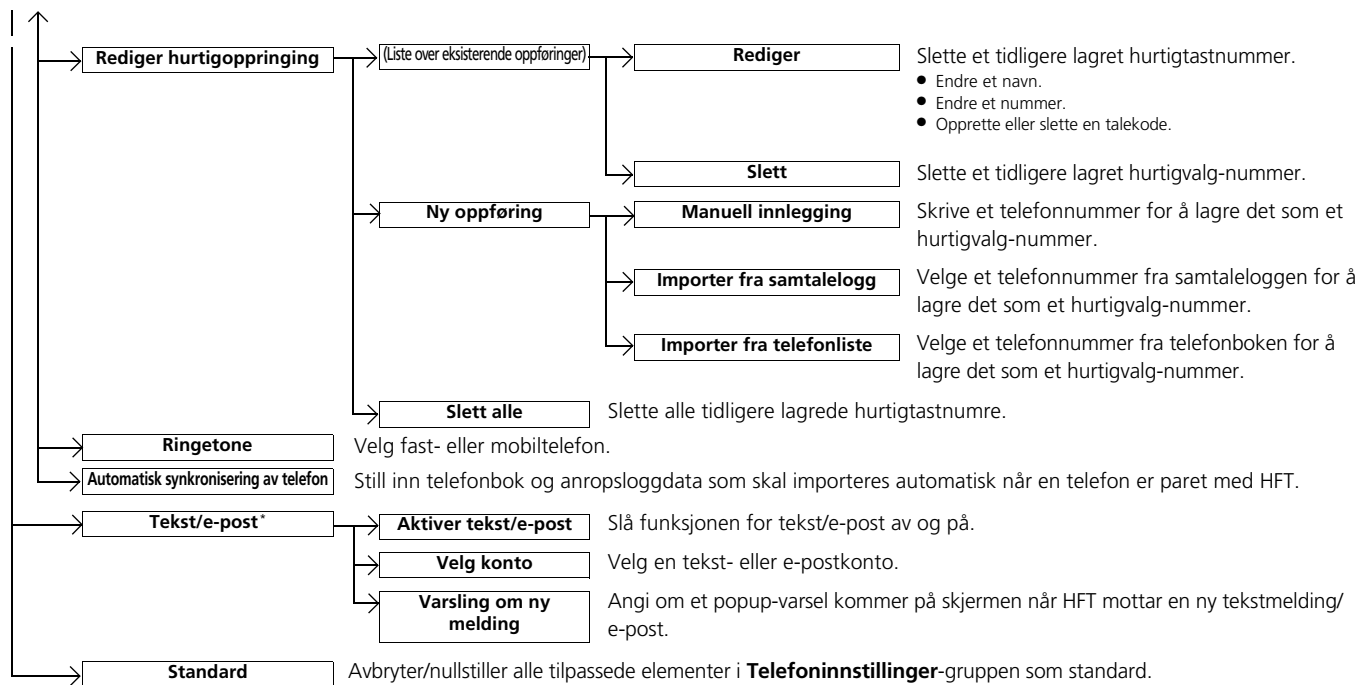 Rediger hurtigoppringing
(Liste over eksisterende oppføringer)
Rediger
Slette et tidligere lagret hurtigtastnummer.
● Endre et navn.
● Endre et nummer.
● Opprette eller slette en talekode.
Slett
Slette et tidligere lagret hurtigvalg-nummer.
Ny oppføring
Manuell innlegging
Skrive et telefonnummer for å lagre det som et
hurtigvalg-nummer.
Importer fra samtalelogg
Velge et telefonnummer fra samtaleloggen for å
lagre det som et hurtigvalg-nummer.
Importer fra telefonliste
Velge et telefonnummer fra telefonboken for å
lagre det som et hurtigvalg-nummer.
Slett alle
Slette alle tidligere lagrede hurtigtastnumre.
Ringetone
Velg fast- eller mobiltelefon.
Automatisk synkronisering av telefon
Still inn telefonbok og anropsloggdata som skal importeres automatisk når en telefon er paret med HFT.
Tekst/e-post*
Aktiver tekst/e-post
Slå funksjonen for tekst/e-post av og på.
Velg konto
Velg en tekst- eller e-postkonto.
Varsling om ny
melding
Angi om et popup-varsel kommer på skjermen når HFT mottar en ny tekstmelding/
e-post.
Standard
Avbryter/nullstiller alle tilpassede elementer i Telefoninnstillinger-gruppen som standard.